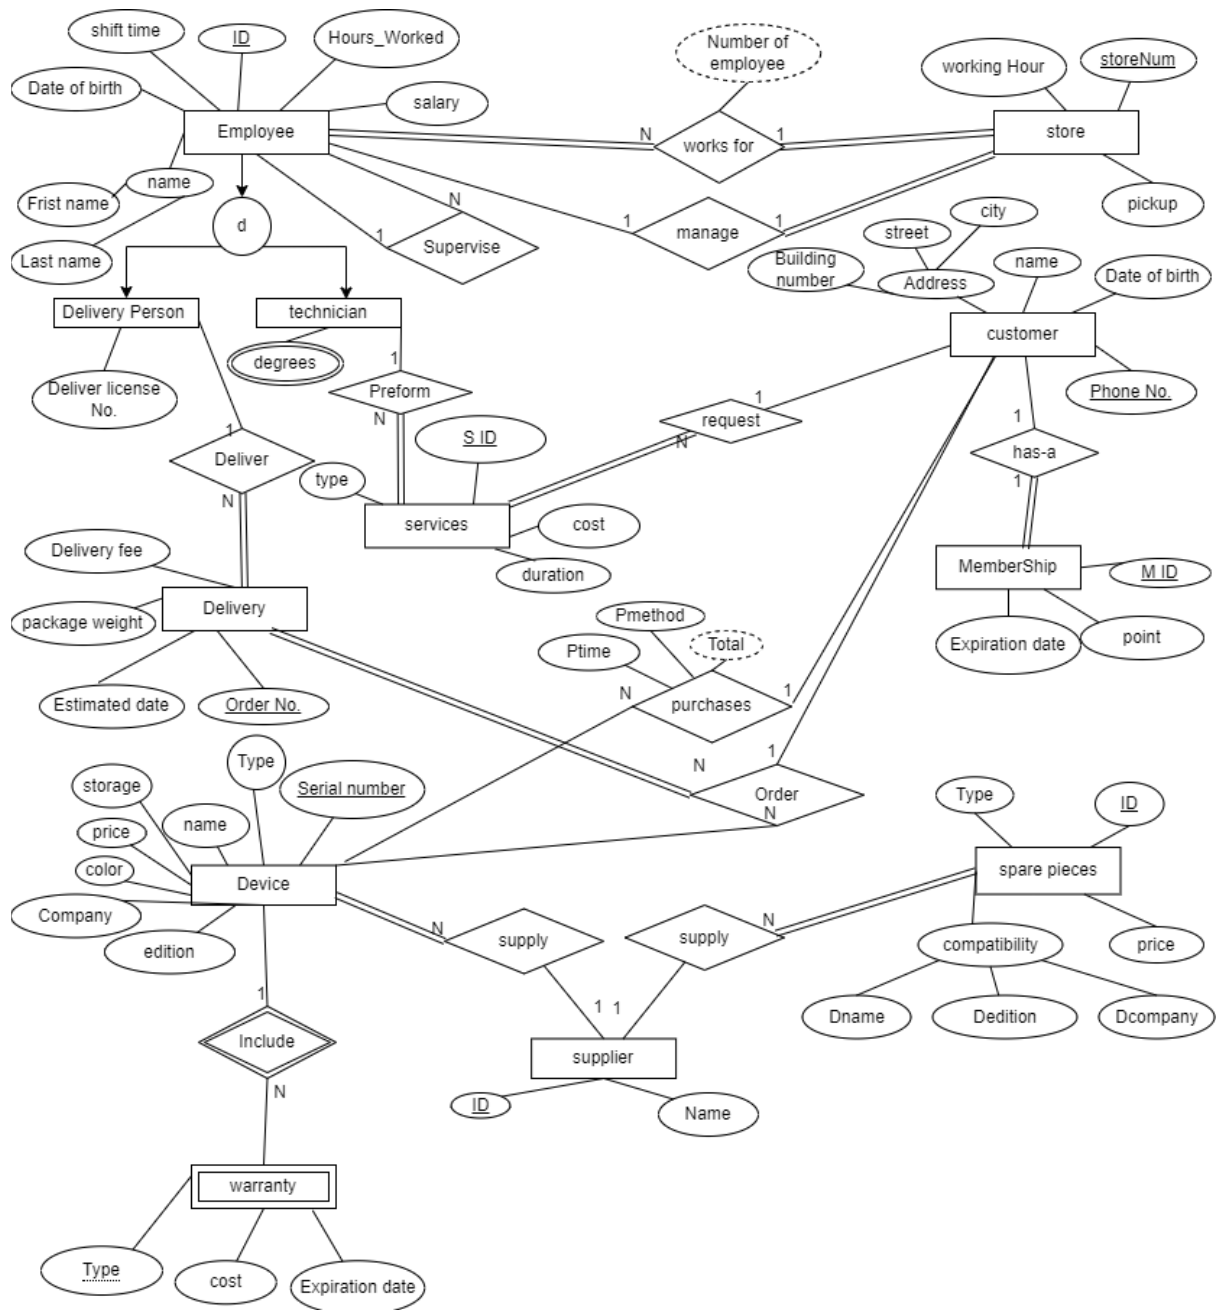 shift time
ID
Hours_Worked
Number of
employee
working Hour
storeNum
Date of birth
salary
Employee
N
works for
1
store
name
Frist name
Last name
d
N
1
Supervise
1
manage
1
pickup
city
street
Building
number
Address
name
Date of birth
Delivery Person
technician
customer
degrees
1
Deliver license
No.
Preform
N
1
request
N
Phone No.
1
has-a
1
1
Deliver
N
S ID
type
services
cost
duration
Delivery fee
MemberShip
M ID
package weight
Delivery
Expiration date
point
Pmethod
Ptime
Total
N
purchases
1
Estimated date
Order No.
Type
storage
Serial number
price
name
color
Company
edition
Device
N
1
Order
N
Type
ID
spare pieces
N
supply
supply
N
compatibility
price
Dname
Dedition
Dcompany
1
Include
N
1
1
supplier
ID
Name
warranty
Type
cost
Expiration date